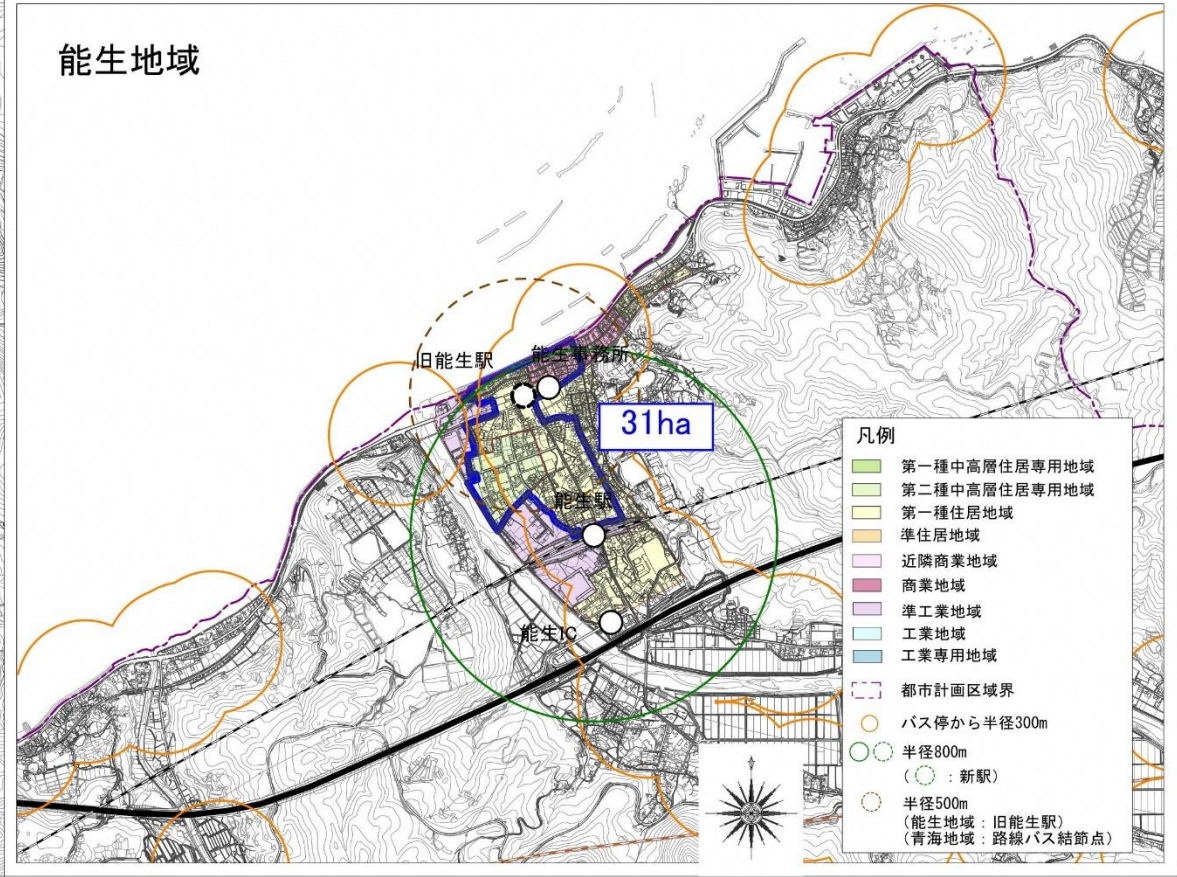 能生地域
旧能生駅
能生事務所
31ha
能生駅
能生IC
凡例
第一種中高層住居専用地域
第二種中高層住居専用地域
第一種住居地域
準住居地域
近隣商業地域
商業地域
準工業地域
工業地域
工業専用地域
都市計画区域界
バス停から半径300m
半径800m
(　：新駅)
半径500m
(能生地域：旧能生駅)
(青海地域：路線バス結節点)